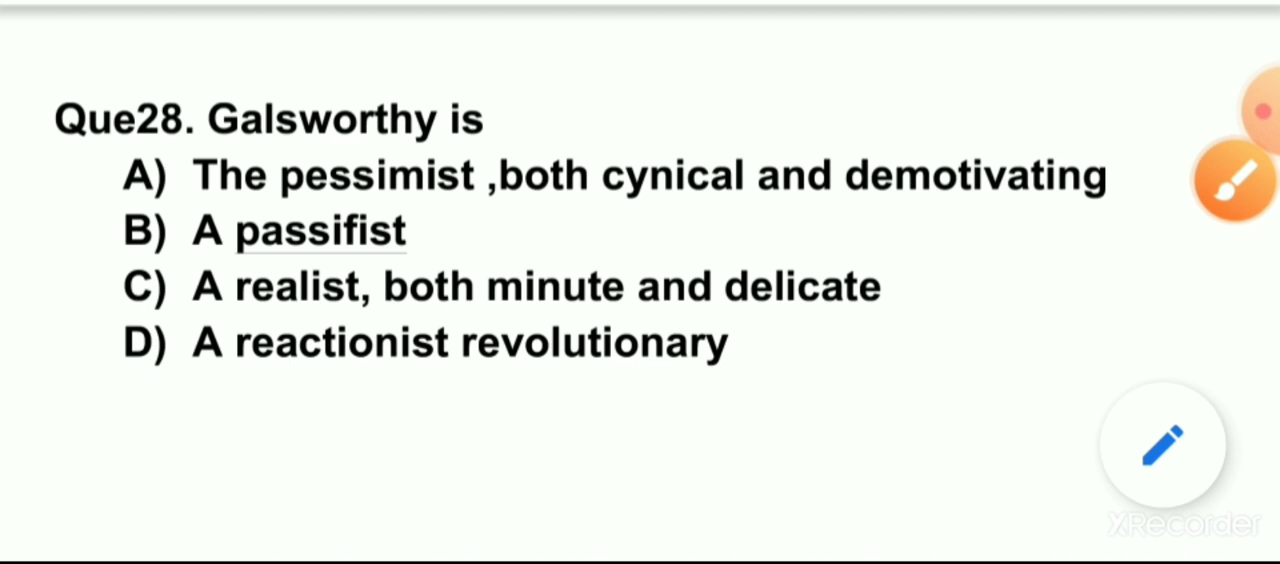 Que28. Galsworthy is
A) The pessimist ,both cynical and demotivating
B) A passifist
C) A realist, both minute and delicate
D) A reactionist revolutionary
XRecorder